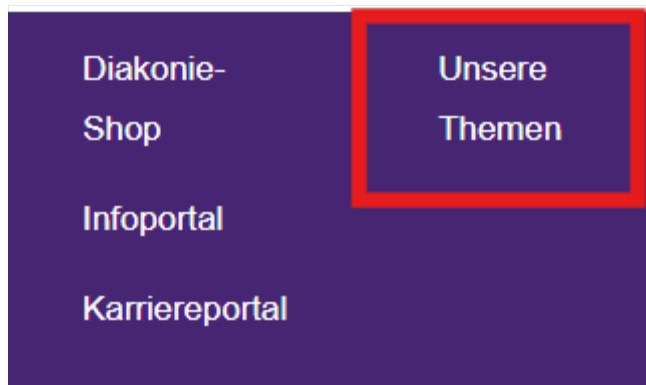 Diakonie-
Shop
Infoportal
Karriereportal
Unsere
Themen